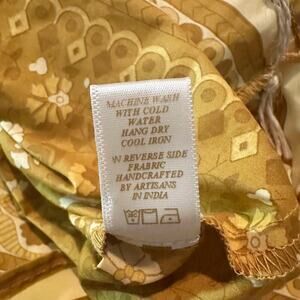 MACHINE WASH
WITH COLD
WATER
HANG DRY
COOL IRON
'N REVERSE SIDE
FRABRIC
HANDCRAFTED
BY ARTISANS
IN INDIA